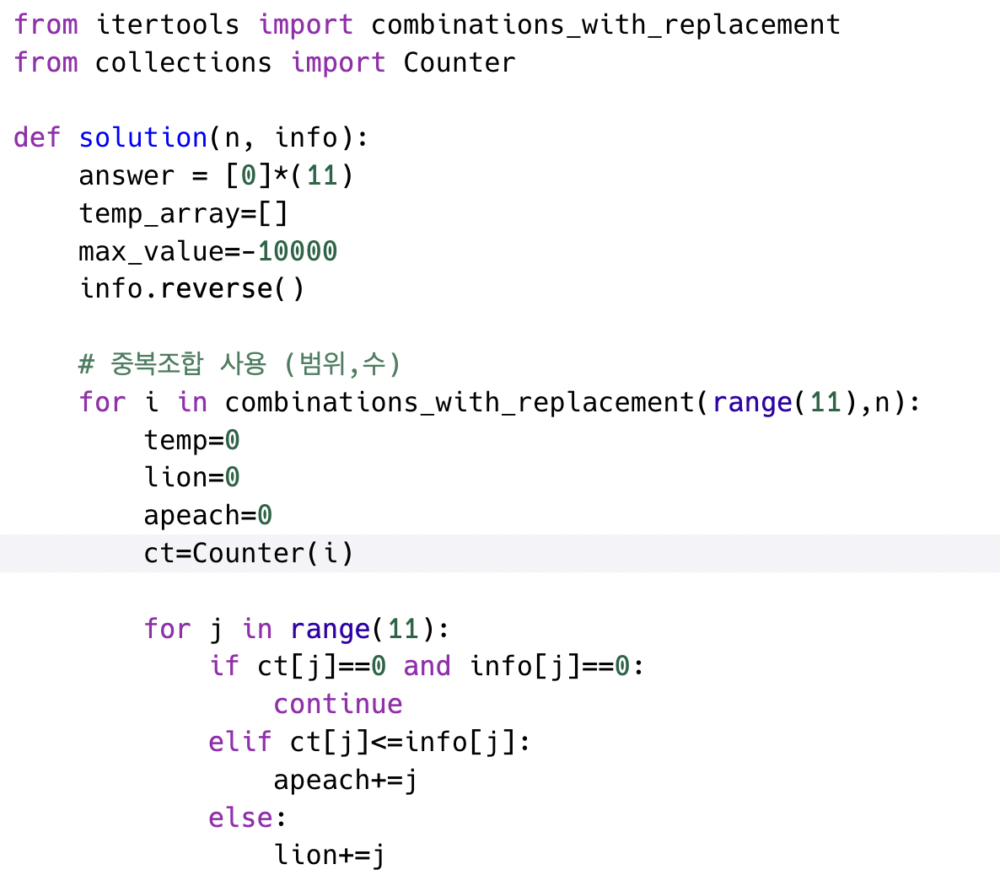 from itertools import combinations_with_replacement
from collections import Counter
def solution(n, info):
    answer = [0]*(11)
    temp_array=[]
    max_value=-10000
    info.reverse()
    # 중복조합 사용 (범위,수)
    for i in combinations_with_replacement(range(11),n):
        temp=0
        lion=0
        apeach=0
        ct=Counter(i)
        for j in range(11):
            if ct[j]==0 and info[j]==0:
                continue
            elif ct[j]<=info[j]:
                apeach+=j
            else:
                lion+=j